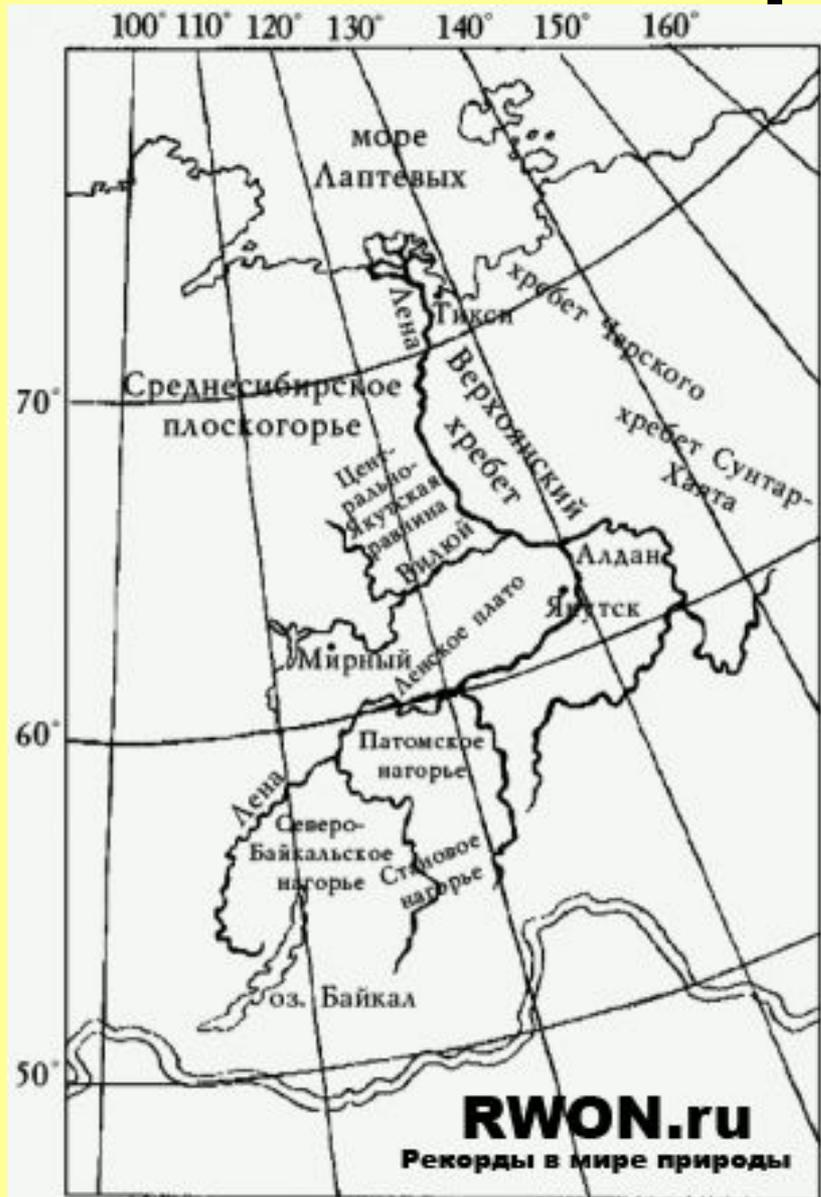 100° 110° 120° 130° 140° 150° 160°
море
Лаптевых
Лена
Тикси
хребет Чарского
70°
Среднесибирское
плоскогорье
Верхоянский
хребет
хребет Сунтар-
Хаята
Цент-
рально-
Якутская
равнина
Вилюй
Алдан
Якутск
Ленское плато
Мирный
60°
Патомское
нагорье
Лена
Северо-
Байкальское
нагорье
Становое
нагорье
оз. Байкал
50°
RWON.ru
Рекорды в мире природы